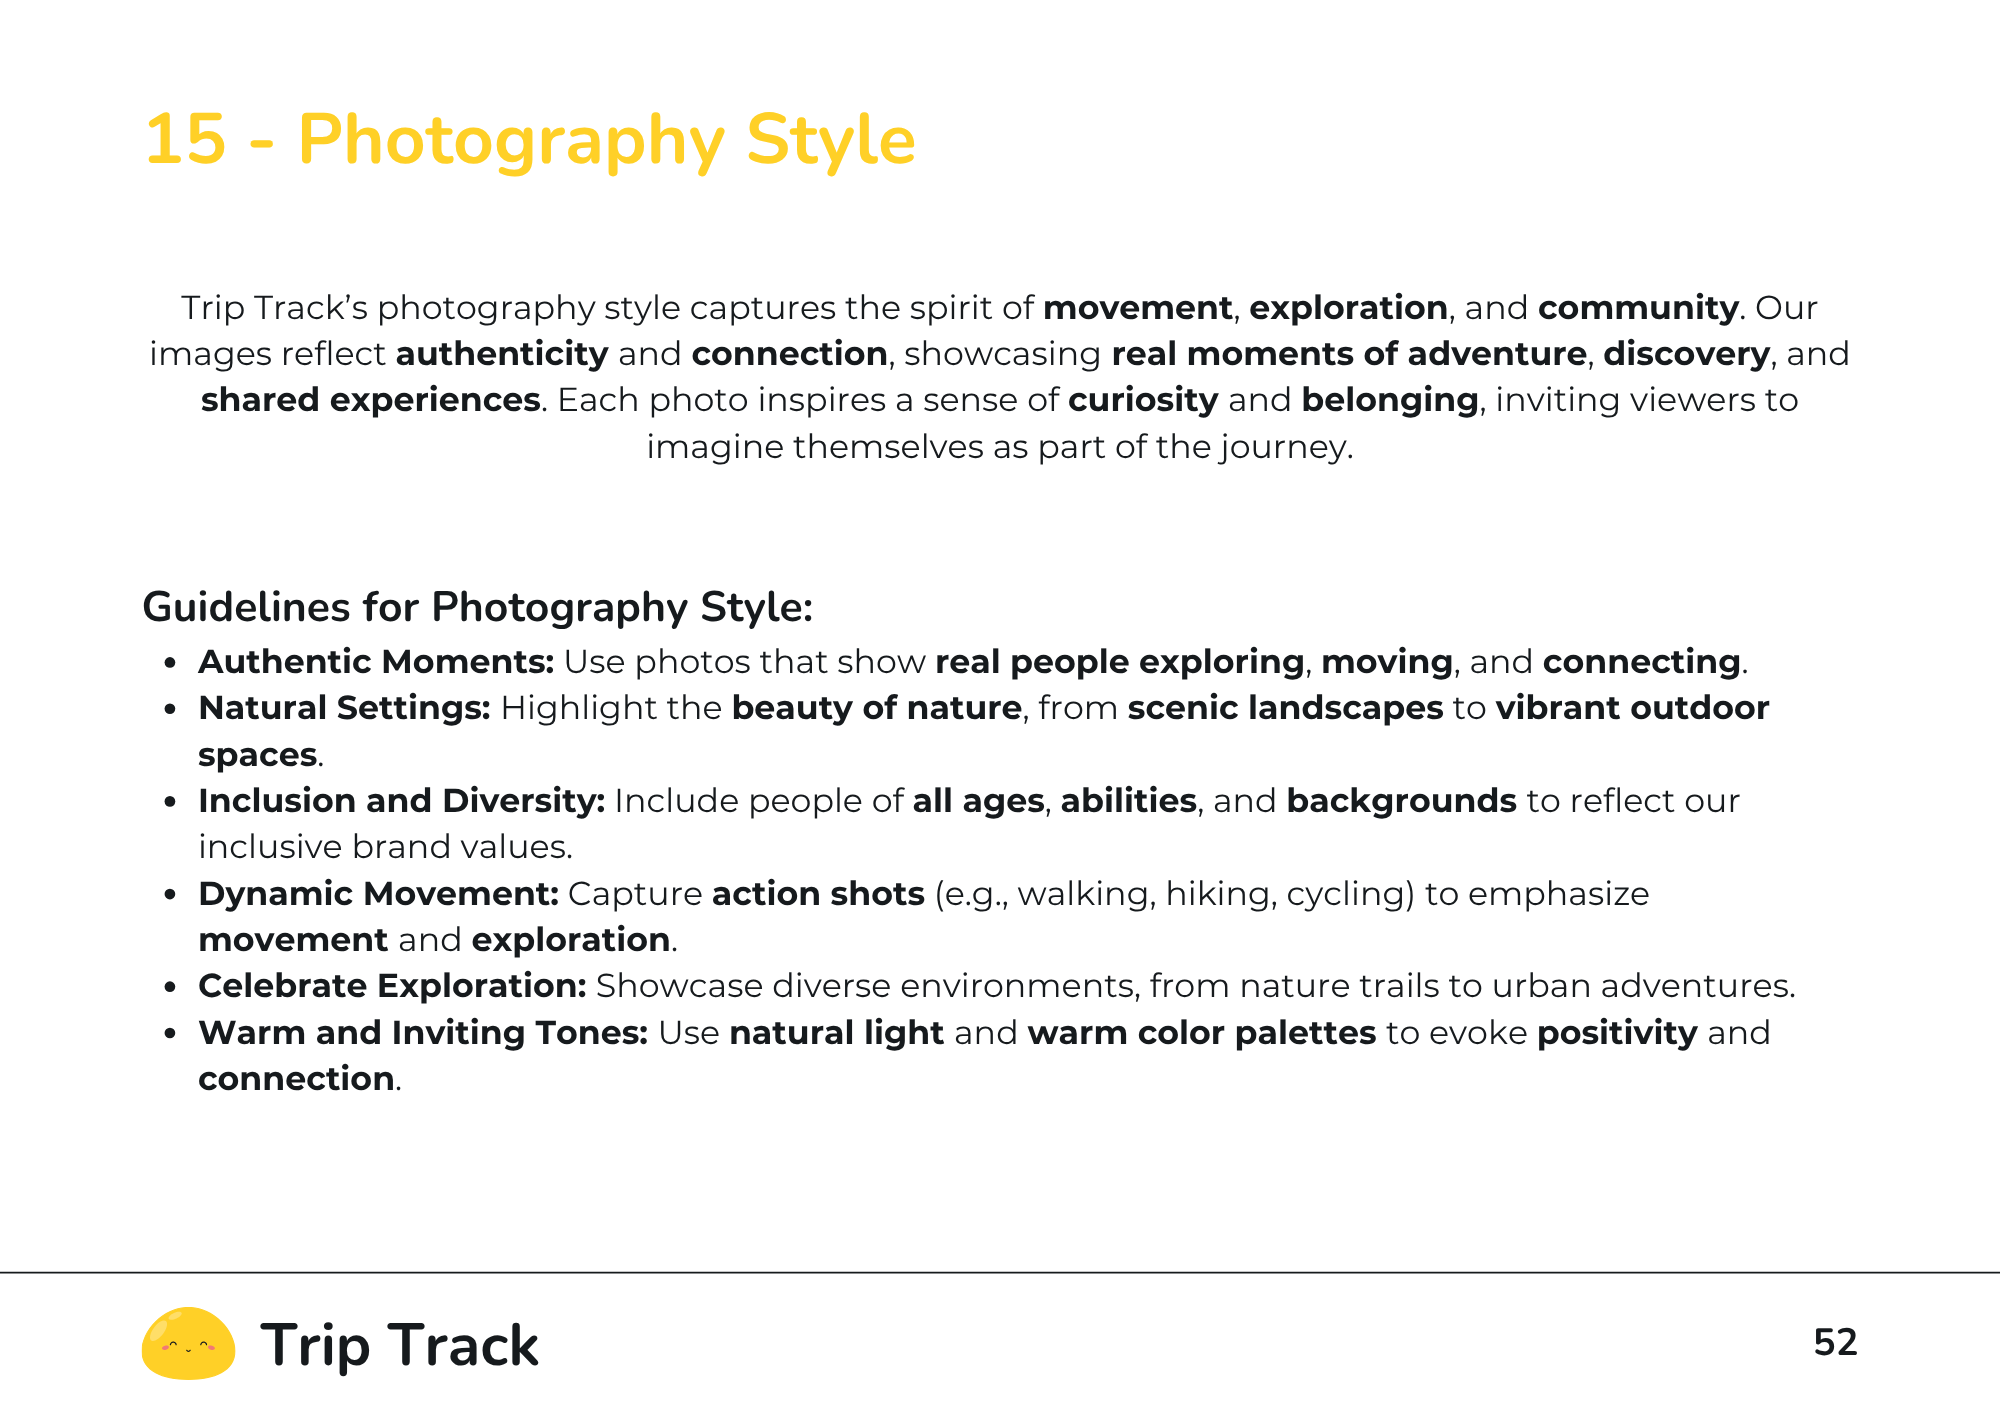 15 - Photography Style
Trip Track’s photography style captures the spirit of movement, exploration, and community. Our
images reflect authenticity and connection, showcasing real moments of adventure, discovery, and
shared experiences. Each photo inspires a sense of curiosity and belonging, inviting viewers to
imagine themselves as part of the journey.
Guidelines for Photography Style:
• Authentic Moments: Use photos that show real people exploring, moving, and connecting.
• Natural Settings: Highlight the beauty of nature, from scenic landscapes to vibrant outdoor
spaces.
• Inclusion and Diversity: Include people of all ages, abilities, and backgrounds to reflect our
inclusive brand values.
• Dynamic Movement: Capture action shots (e.g., walking, hiking, cycling) to emphasize
movement and exploration.
• Celebrate Exploration: Showcase diverse environments, from nature trails to urban adventures.
• Warm and Inviting Tones: Use natural light and warm color palettes to evoke positivity and
connection.
Trip Track
52